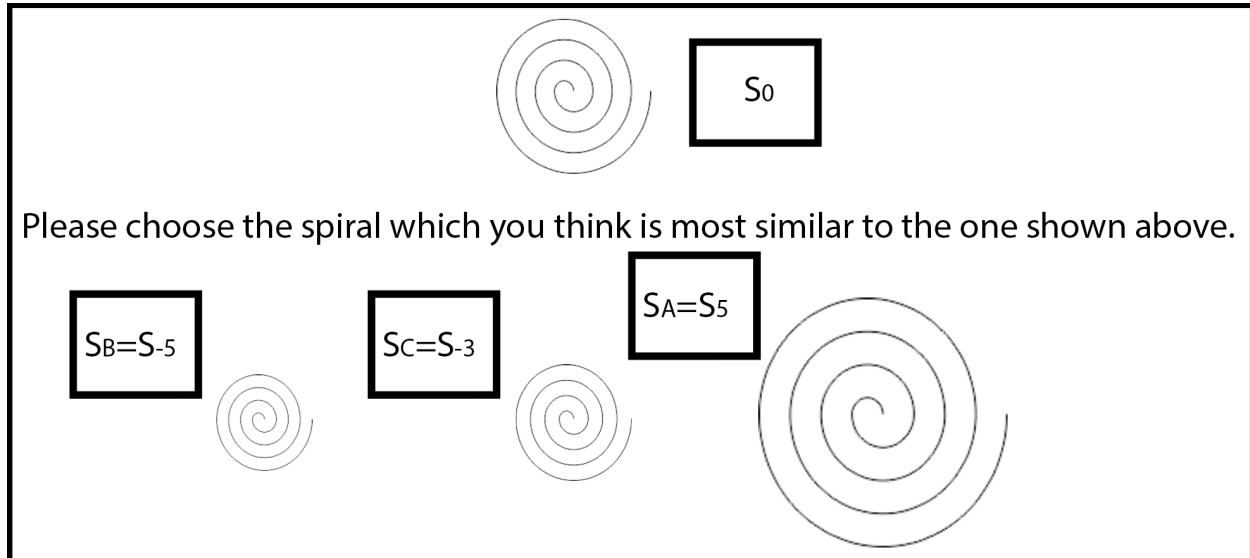 S0
Please choose the spiral which you think is most similar to the one shown above.
SA=S5
SB=S-5
SC=S-3